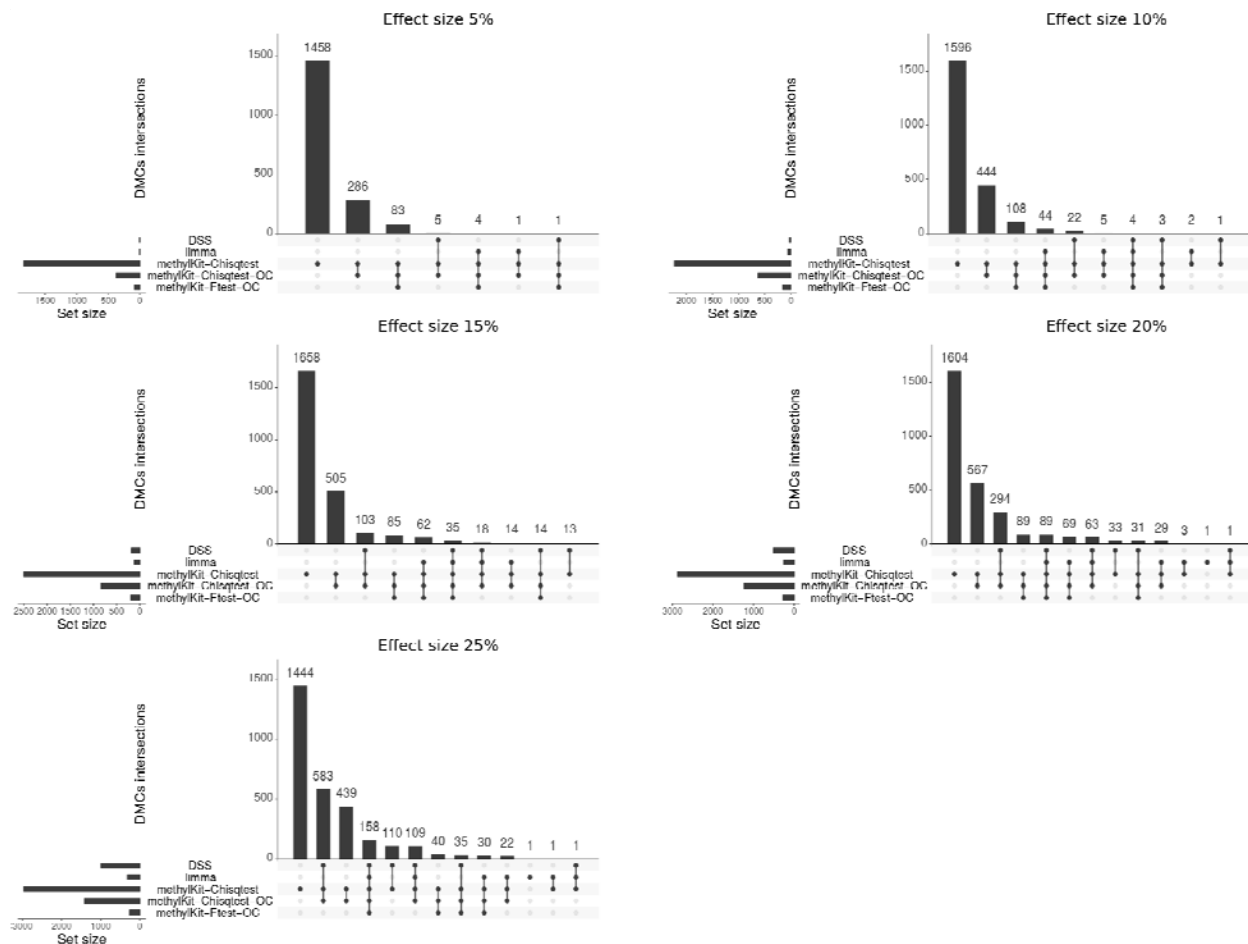 Effect size 5%
1500
1000
500
0
DMCs intersections
1458
286
83
5
4
1
1
DSS
limma
methylKit-Chisqtest
methylKit-Chisqtest-OC
methylKit-Ftest-OC
1500 1000 500 0
Set size
Effect size 10%
1500
1000
500
0
DMCs intersections
1596
444
108
44
22
5
4
3
2
1
DSS
limma
methylKit-Chisqtest
methylKit-Chisqtest-OC
methylKit-Ftest-OC
2000 1500 1000 500 0
Set size
Effect size 15%
1500
1000
500
0
DMCs intersections
1658
505
103
85
62
35
18
14
14
13
DSS
limma
methylKit-Chisqtest
methylKit-Chisqtest-OC
methylKit-Ftest-OC
2500 2000 1500 1000 500 0
Set size
Effect size 20%
1500
1000
500
0
DMCs intersections
1604
567
294
89
89
69
63
33
31
29
3
1
1
DSS
limma
methylKit-Chisqtest
methylKit-Chisqtest-OC
methylKit-Ftest-OC
3000 2000 1000 0
Set size
Effect size 25%
1500
1000
500
0
DMCs intersections
1444
583
439
158
110
109
40
35
30
22
1
1
1
DSS
limma
methylKit-Chisqtest
methylKit-Chisqtest-OC
methylKit-Ftest-OC
3000 2000 1000 0
Set size